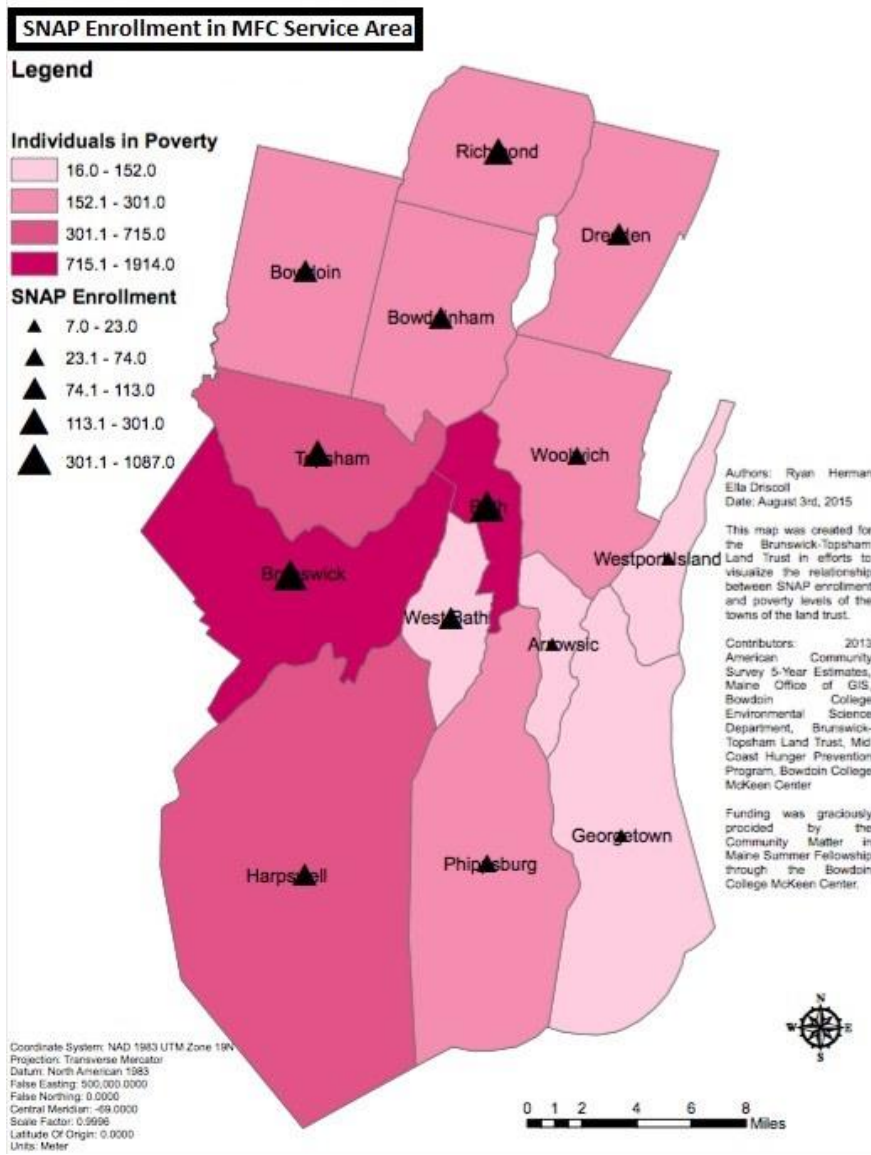 SNAP Enrollment in MFC Service Area
Legend
Individuals in Poverty
16.0 - 152.0
152.1 - 301.0
301.1 - 715.0
715.1 - 1914.0
SNAP Enrollment
7.0 - 23.0
23.1 - 74.0
74.1 - 113.0
113.1 - 301.0
301.1 - 1087.0
Richmond
Dresden
Bowdoin
Bowdoinham
Topsham
Woolwich
Bath
Westport Island
Brunswick
West Bath
Arrowsic
Georgetown
Phippsburg
Harpswell
Authors: Ryan Herman
Ella Driscoll
Date: August 3rd, 2015
This map was created for
the Brunswick-Topsham
Land Trust in efforts to
visualize the relationship
between SNAP enrollment
and poverty levels of the
towns of the land trust.
Contributors: 2013
American Community
Survey 5-Year Estimates,
Maine Office of GIS,
Bowdoin College
Environmental Science
Department, Brunswick-
Topsham Land Trust, Mid
Coast Hunger Prevention
Program, Bowdoin College
McKeen Center
Funding was graciously
procided by the
Community Matter in
Maine Summer Fellowship
through the Bowdoin
College McKeen Center.
N
W E
S
Coordinate System: NAD 1983 UTM Zone 19N
Projection: Transverse Mercator
Datum: North American 1983
False Easting: 500,000.0000
False Northing: 0.0000
Central Meridian: -69.0000
Scale Factor: 0.9996
Latitude Of Origin: 0.0000
Units: Meter
0 1 2 4 6 8
Miles